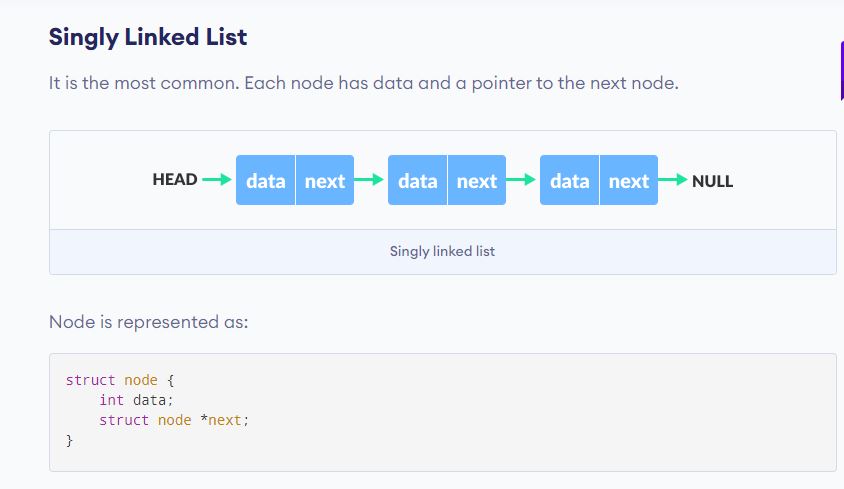 Singly Linked List
It is the most common. Each node has data and a pointer to the next node.
HEAD data next data next data next NULL
Singly linked list
Node is represented as:
struct node {
    int data;
    struct node *next;
}